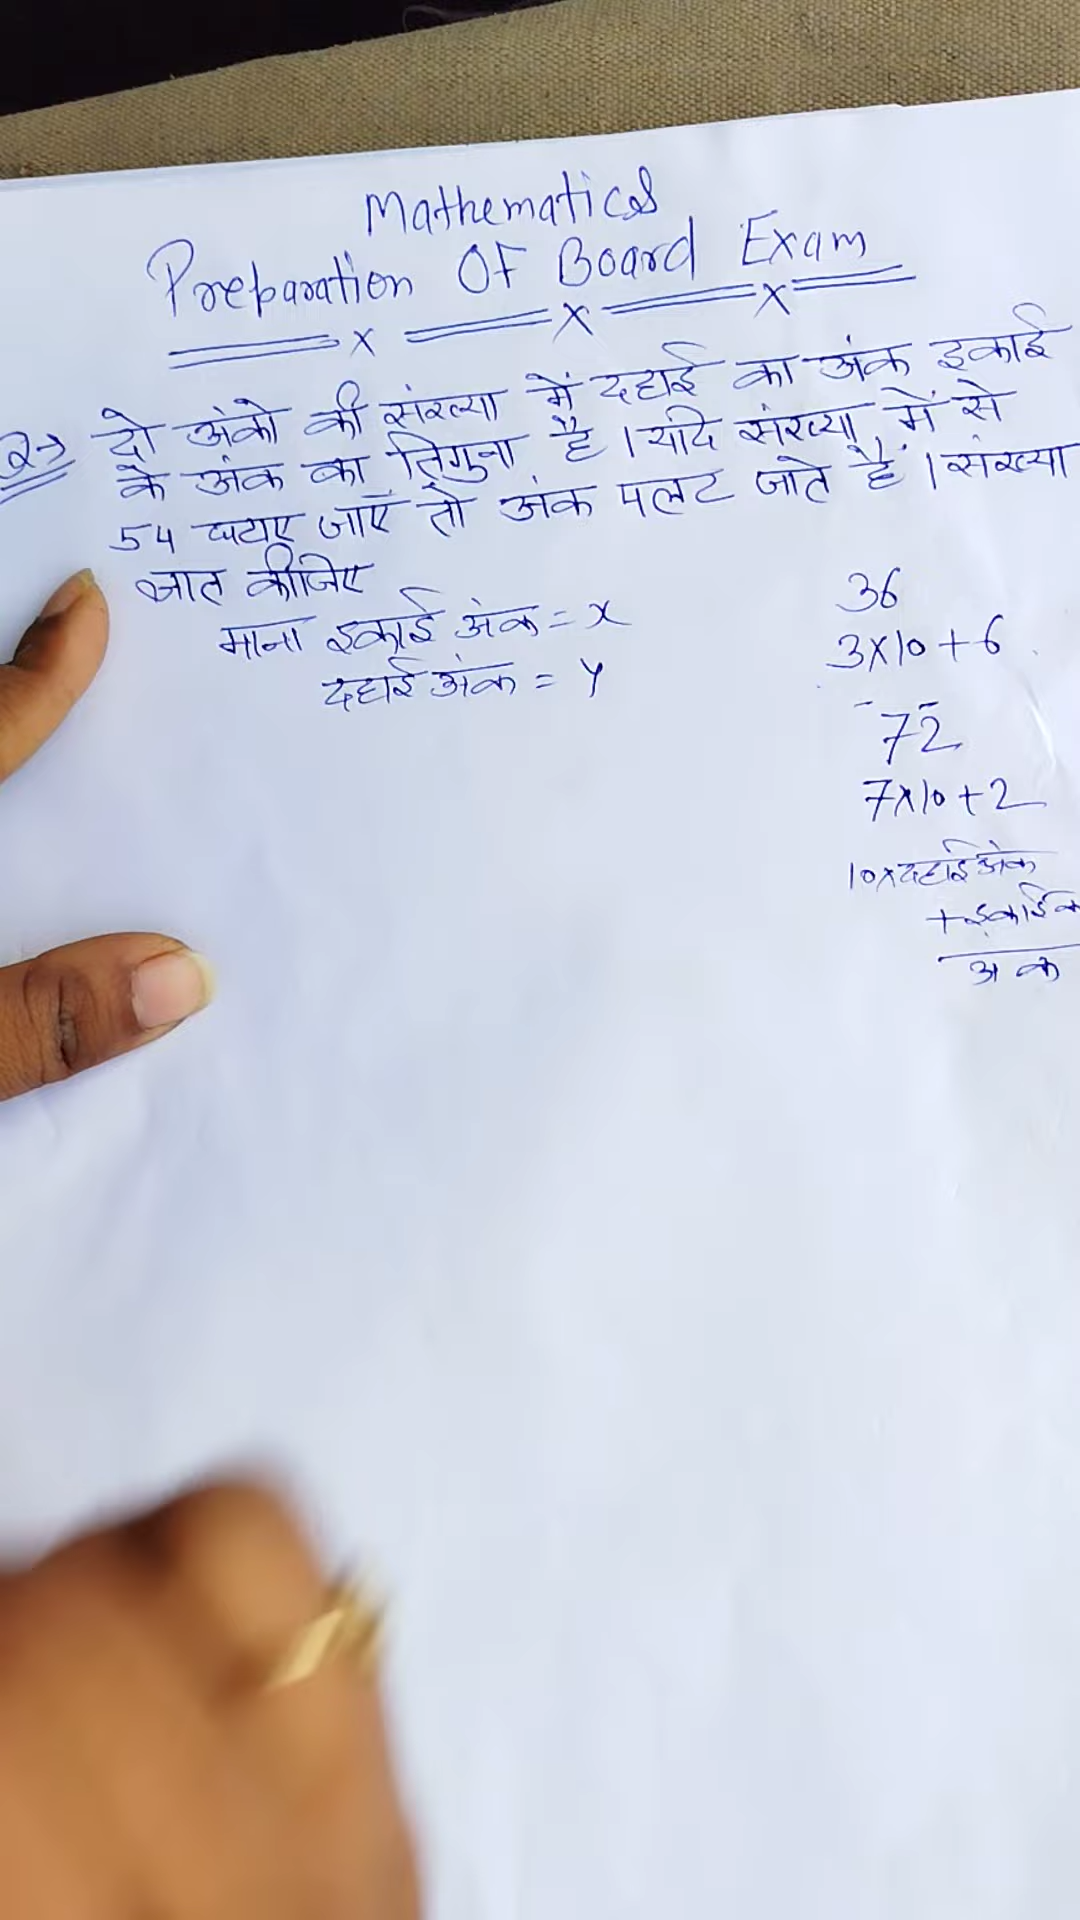 Mathematics
Preparation Of Board Exam
Q→ दो अंको की संख्या में दहाई का अंक इकाई
के अंक का तिगुना है। यदि संख्या में से
54 घटाए जाएँ तो अंक पलट जाते हैं। संख्या
ज्ञात कीजिए
माना इकाई अंक = x
दहाई अंक = y
36
3×10+6
72
7×10+2
10×दहाई अंक
+इकाई क
अंक